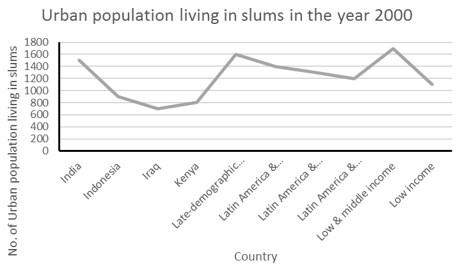 Urban population living in slums in the year 2000
No. of Urban population living in slums
1800
1600
1400
1200
1000
800
600
400
200
0
India
Indonesia
Iraq
Kenya
Late-demographic...
Latin America &...
Latin America &...
Latin America &...
Low & middle income
Low income
Country